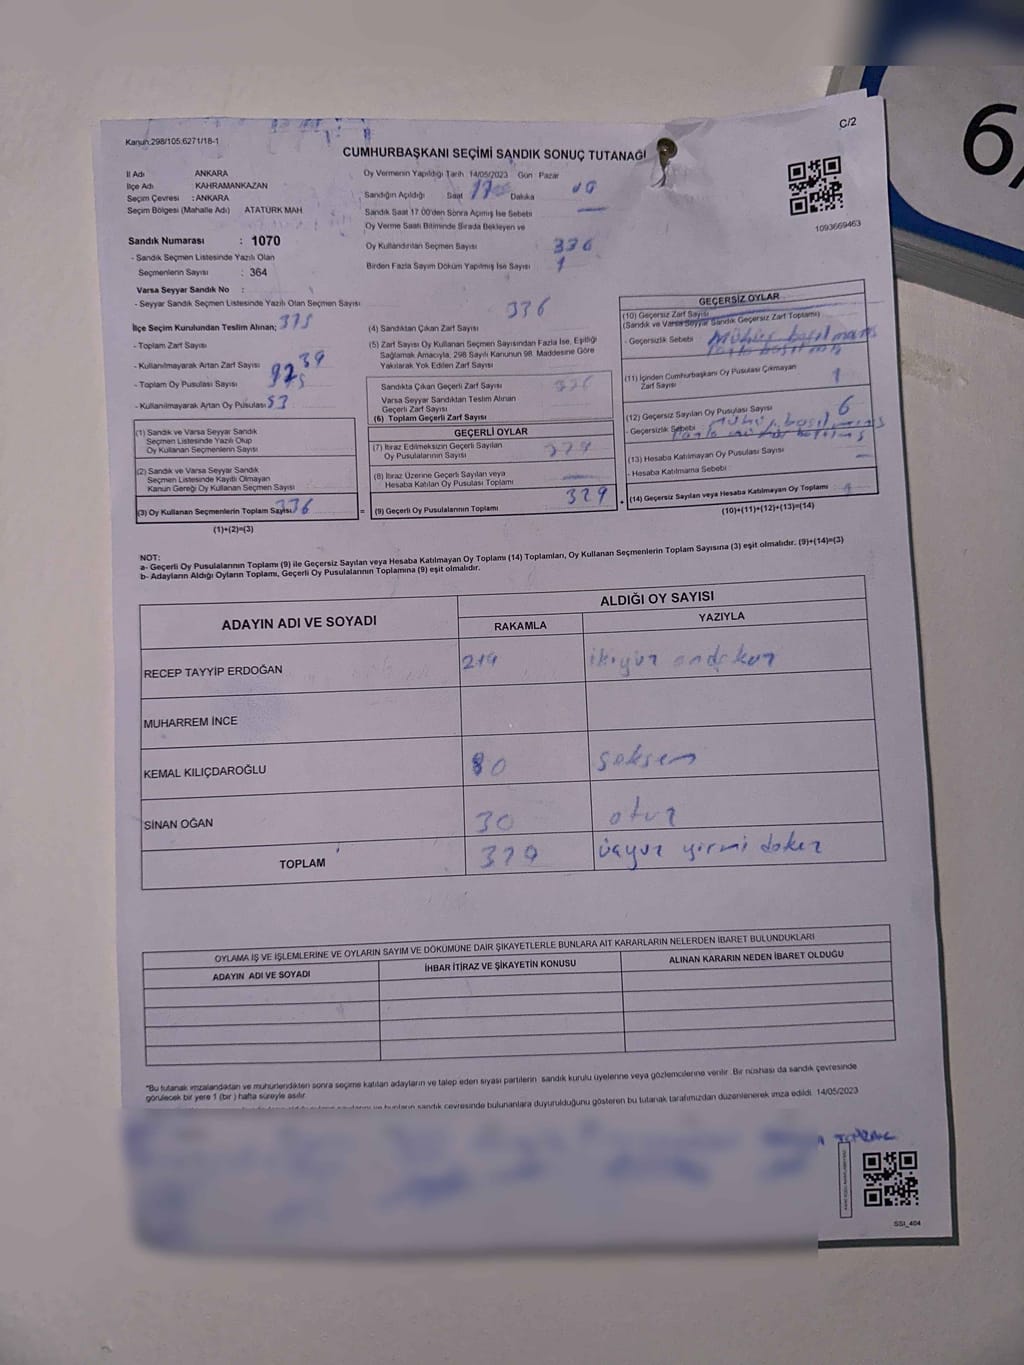 C/2
6
Kanun:298/105.6271/18-1
CUMHURBAŞKANI SEÇİMİ SANDIK SONUÇ TUTANAĞI
1093669463
İl Adı ANKARA
İlçe Adı KAHRAMANKAZAN
Seçim Çevresi : ANKARA
Seçim Bölgesi (Mahalle Adı) ATATÜRK MAH
Sandık Numarası : 1070
- Sandık Seçmen Listesinde Yazılı Olan
Seçmenlerin Sayısı : 364
Varsa Seyyar Sandık No :
- Seyyar Sandık Seçmen Listesinde Yazılı Olan Seçmen Sayısı
Oy Vermenin Yapıldığı Tarih 14/05/2023 Gün Pazar
Sandığın Açıldığı Saat 17 Dakika
Sandık Saat 17.00'den Sonra Açımış İse Sebebi
Oy Verme Saati Bitiminde Sırada Bekleyen ve
Oy Kullandırılan Seçmen Sayısı 336
Birden Fazla Sayım Döküm Yapılmış İse Sayısı 1
İlçe Seçim Kurulundan Teslim Alınan; 375
- Toplam Zarf Sayısı
- Kullanılmayarak Artan Zarf Sayısı 39
- Toplam Oy Pusulası Sayısı
- Kullanılmayarak Artan Oy Pusulası 53
(4) Sandıktan Çıkan Zarf Sayısı 336
(5) Zarf Sayısı Oy Kullanan Seçmen Sayısından Fazla İse, Eşitliği
Sağlamak Amacıyla, 298 Sayılı Kanunun 98. Maddesine Göre
Yakılarak Yok Edilen Zarf Sayısı
Sandıkta Çıkan Geçerli Zarf Sayısı 336
Varsa Seyyar Sandıktan Teslim Alınan
Geçerli Zarf Sayısı
(6) Toplam Geçerli Zarf Sayısı
GEÇERLİ OYLAR
(7) İtiraz Edilmeksizin Geçerli Sayılan
Oy Pusulalarının Sayısı 329
(8) İtiraz Üzerine Geçerli Sayılan veya
Hesaba Katılan Oy Pusulası Toplamı
= (9) Geçerli Oy Pusulalarının Toplamı 329 +
(1) Sandık ve Varsa Seyyar Sandık
Seçmen Listesinde Yazılı Olup
Oy Kullanan Seçmenlerin Sayısı
(2) Sandık ve Varsa Seyyar Sandık
Seçmen Listesinde Kayıtlı Olmayan
Kanun Gereği Oy Kullanan Seçmen Sayısı
(3) Oy Kullanan Seçmenlerin Toplam Sayısı 336
(1)+(2)=(3)
GEÇERSİZ OYLAR
(10) Geçersiz Zarf Sayısı
(Sandık ve Varsa Seyyar Sandık Geçersiz Zarf Toplamı)
- Geçersizlik Sebebi
(11) İçinden Cumhurbaşkanı Oy Pusulası Çıkmayan
Zarf Sayısı 1
(12) Geçersiz Sayılan Oy Pusulası Sayısı 6
- Geçersizlik Sebebi
(13) Hesaba Katılmayan Oy Pusulası Sayısı
- Hesaba Katılmama Sebebi
(14) Geçersiz Sayılan veya Hesaba Katılmayan Oy Toplamı
(10)+(11)+(12)+(13)=(14)
NOT:
a- Geçerli Oy Pusulalarının Toplamı (9) ile Geçersiz Sayılan veya Hesaba Katılmayan Oy Toplamı (14) Toplamları, Oy Kullanan Seçmenlerin Toplam Sayısına (3) eşit olmalıdır. (9)+(14)=(3)
b- Adayların Aldığı Oyların Toplamı, Geçerli Oy Pusulalarının Toplamına (9) eşit olmalıdır.
ADAYIN ADI VE SOYADI ALDIĞI OY SAYISI
RAKAMLA YAZIYLA
RECEP TAYYİP ERDOĞAN 219 ikiyüz ondokuz
MUHARREM İNCE
KEMAL KILIÇDAROĞLU 80 seksen
SİNAN OĞAN 30 otuz
TOPLAM 329 üçyüz yirmi dokuz
OYLAMA İŞ VE İŞLEMLERİNE VE OYLARIN SAYIM VE DÖKÜMÜNE DAİR ŞİKAYETLERLE BUNLARA AİT KARARLARIN NELERDEN İBARET BULUNDUKLARI
ADAYIN ADI VE SOYADI İHBAR İTİRAZ VE ŞİKAYETİN KONUSU ALINAN KARARIN NEDEN İBARET OLDUĞU
*Bu tutanak imzalandıktan ve mühürlendikten sonra seçime katılan adayların ve talep eden siyasi partilerin sandık kurulu üyelerine veya gözlemcilerine verilir. Bir nüshası da sandık çevresinde
görülecek bir yere 1 (bir ) hafta süreyle asılır.
sandık çevresinde bulunanlara duyurulduğunu gösteren bu tutanak tarafımızdan düzenlenerek imza edildi. 14/05/2023
SSI_404